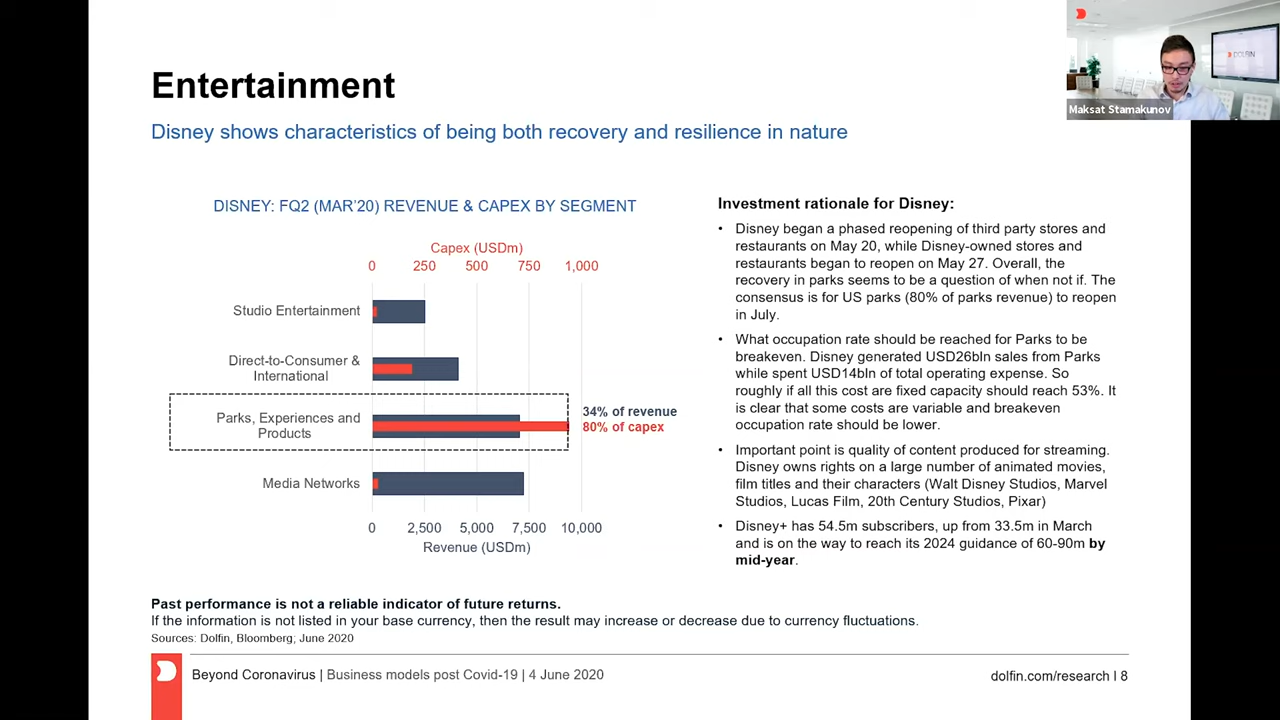 Entertainment
Disney shows characteristics of being both recovery and resilience in nature
DISNEY: FQ2 (MAR'20) REVENUE & CAPEX BY SEGMENT
Capex (USDm)
0 250 500 750 1,000
Studio Entertainment
Direct-to-Consumer &
International
Parks, Experiences and
Products
34% of revenue
80% of capex
Media Networks
0 2,500 5,000 7,500 10,000
Revenue (USDm)
Investment rationale for Disney:
• Disney began a phased reopening of third party stores and
restaurants on May 20, while Disney-owned stores and
restaurants began to reopen on May 27. Overall, the
recovery in parks seems to be a question of when not if. The
consensus is for US parks (80% of parks revenue) to reopen
in July.
• What occupation rate should be reached for Parks to be
breakeven. Disney generated USD26bln sales from Parks
while spent USD14bln of total operating expense. So
roughly if all this cost are fixed capacity should reach 53%. It
is clear that some costs are variable and breakeven
occupation rate should be lower.
• Important point is quality of content produced for streaming.
Disney owns rights on a large number of animated movies,
film titles and their characters (Walt Disney Studios, Marvel
Studios, Lucas Film, 20th Century Studios, Pixar)
• Disney+ has 54.5m subscribers, up from 33.5m in March
and is on the way to reach its 2024 guidance of 60-90m by
mid-year.
Past performance is not a reliable indicator of future returns.
If the information is not listed in your base currency, then the result may increase or decrease due to currency fluctuations.
Sources: Dolfin, Bloomberg; June 2020
Beyond Coronavirus | Business models post Covid-19 | 4 June 2020
dolfin.com/research I 8
DOLFIN
Maksat Stamakunov